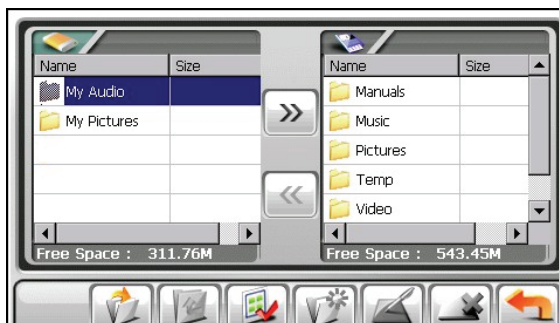 Name Size
My Audio
My Pictures
Free Space : 311.76M
Name Size
Manuals
Music
Pictures
Temp
Video
Free Space : 543.45M